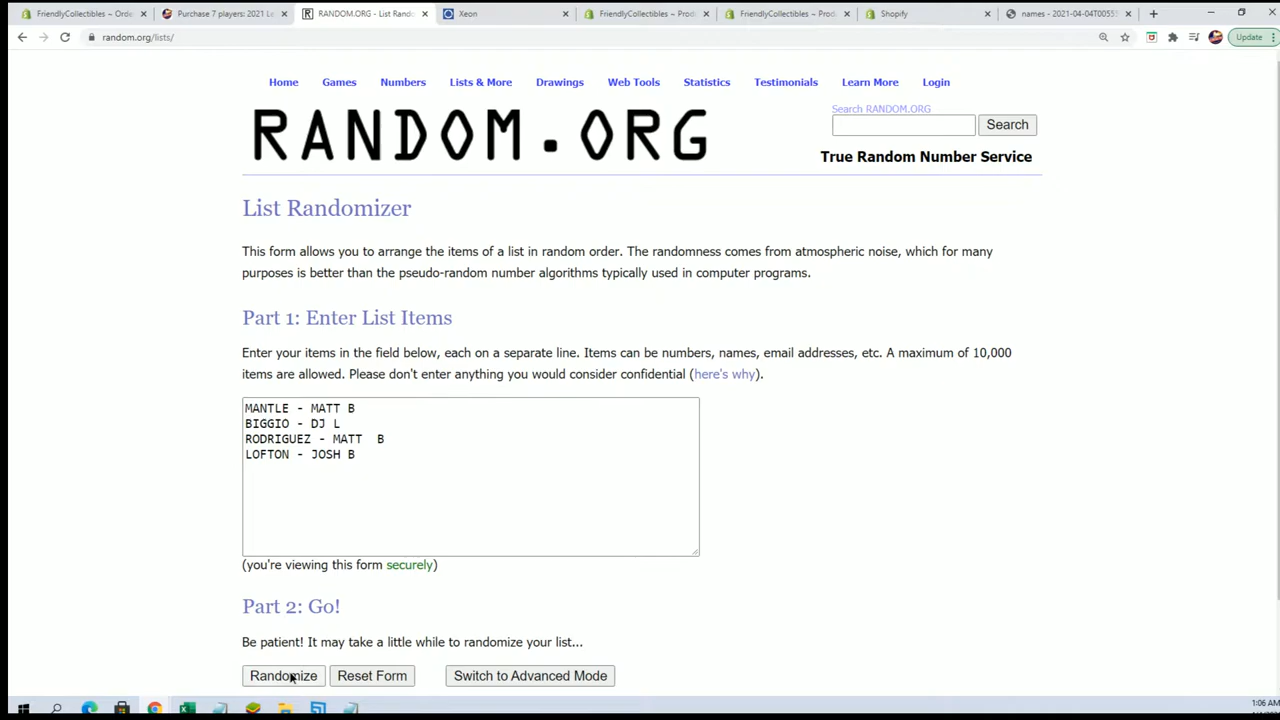 FriendlyCollectibles ~ Orde
Purchase 7 players: 2021 Le
RANDOM.ORG - List Rando
Xeon
FriendlyCollectibles ~ Prod
FriendlyCollectibles ~ Prod
Shopify
names - 2021-04-04T0055
random.org/lists/
Update
Home Games Numbers Lists & More Drawings Web Tools Statistics Testimonials Learn More Login
RANDOM.ORG
Search RANDOM.ORG
Search
True Random Number Service
List Randomizer
This form allows you to arrange the items of a list in random order. The randomness comes from atmospheric noise, which for many
purposes is better than the pseudo-random number algorithms typically used in computer programs.
Part 1: Enter List Items
Enter your items in the field below, each on a separate line. Items can be numbers, names, email addresses, etc. A maximum of 10,000
items are allowed. Please don't enter anything you would consider confidential (here's why).
MANTLE - MATT B
BIGGIO - DJ L
RODRIGUEZ - MATT  B
LOFTON - JOSH B
(you're viewing this form securely)
Part 2: Go!
Be patient! It may take a little while to randomize your list...
Randomize Reset Form Switch to Advanced Mode
1:06 AM